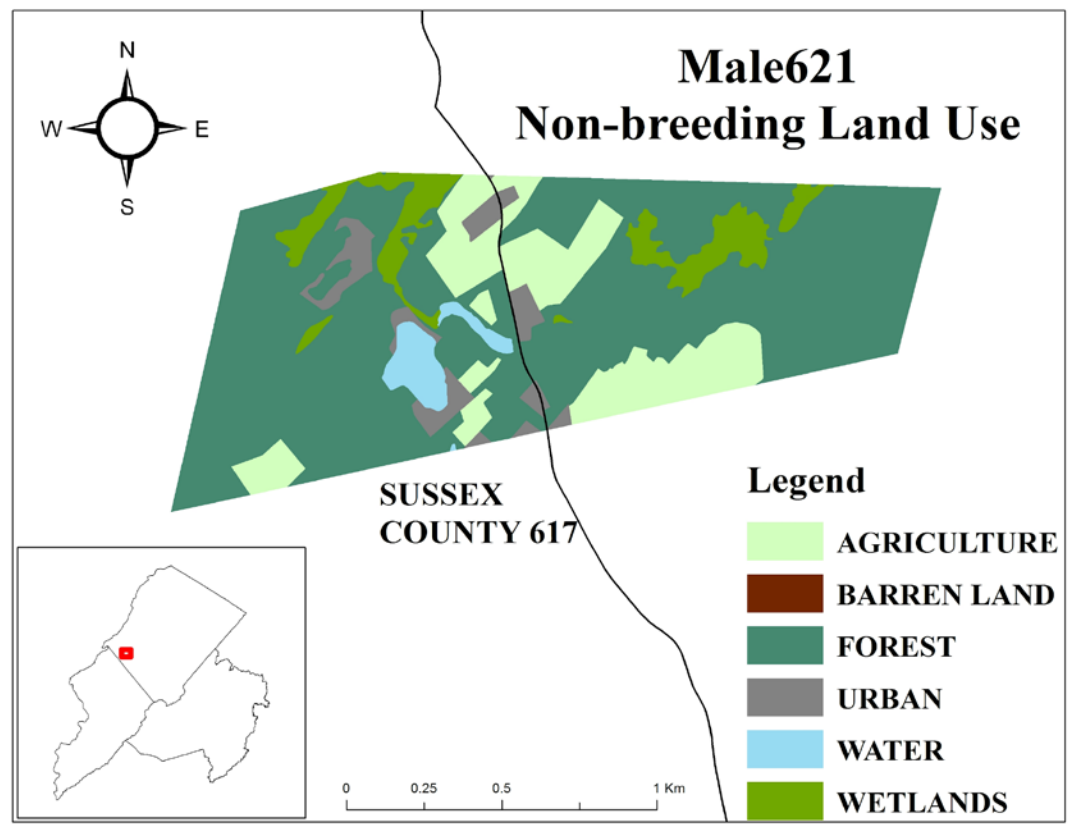 Male621
Non-breeding Land Use
N
W E
S
SUSSEX
COUNTY 617
Legend
AGRICULTURE
BARREN LAND
FOREST
URBAN
WATER
WETLANDS
0 0.25 0.5 1 Km